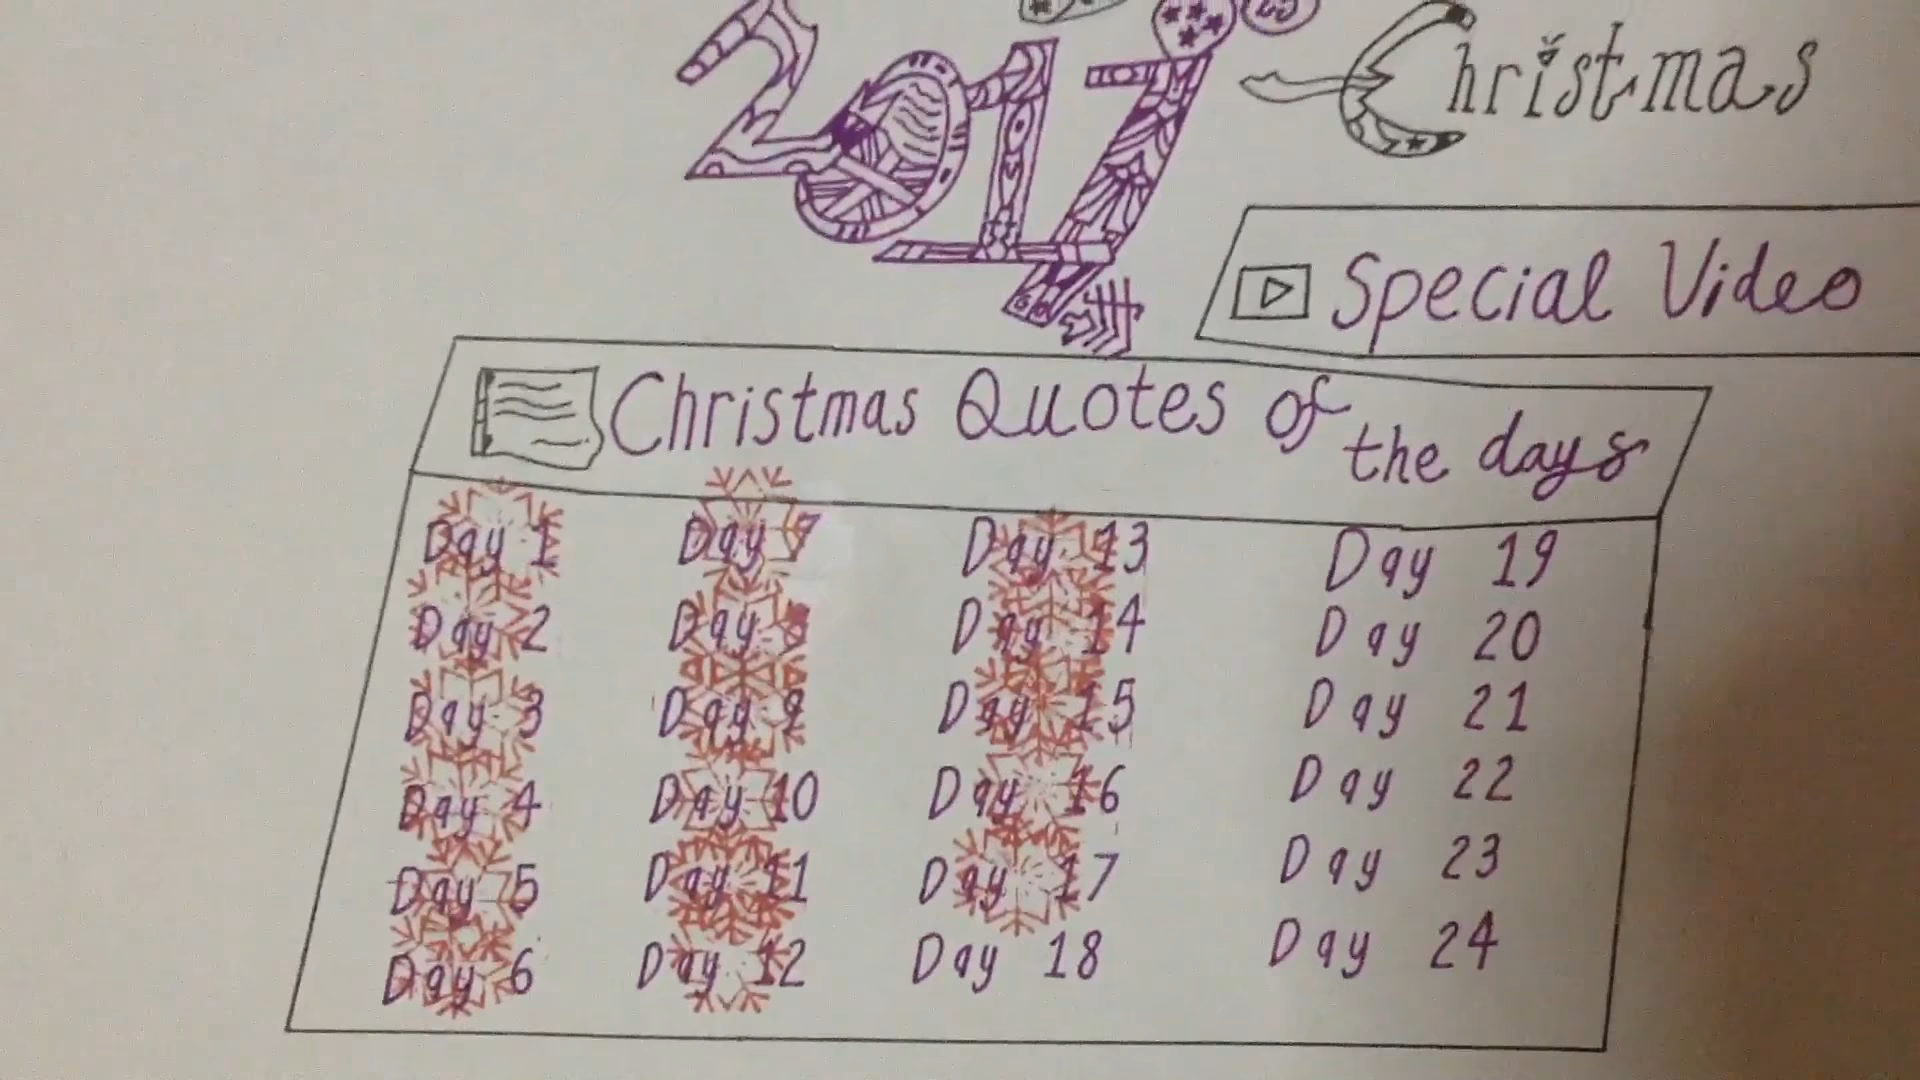 2017
Christmas
Special Video
Christmas Quotes of the days
Day 1 Day 7 Day 13 Day 19
Day 2 Day 8 Day 14 Day 20
Day 3 Day 9 Day 15 Day 21
Day 4 Day 10 Day 16 Day 22
Day 5 Day 11 Day 17 Day 23
Day 6 Day 12 Day 18 Day 24